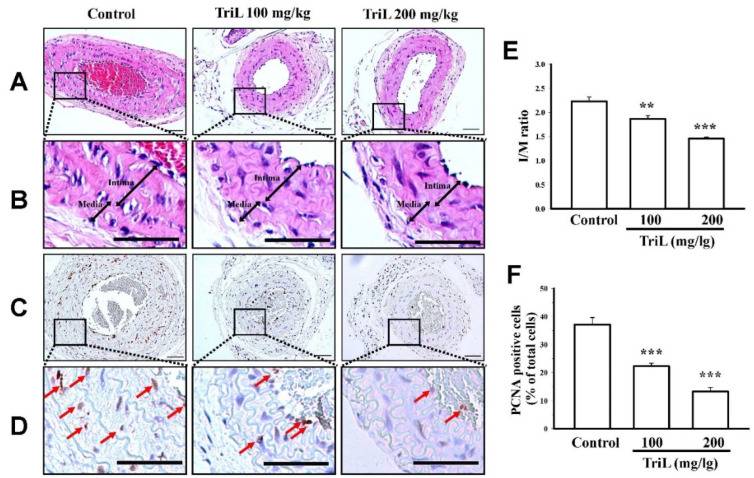 Control
TriL 100 mg/kg
TriL 200 mg/kg
A
B
Intima
Media
Intima
Media
Intima
Media
C
D
E
I/M ratio
3.0
2.5
2.0
1.5
1.0
0.5
0.0
**
***
Control
100
200
TriL (mg/lg)
F
PCNA positive cells
(% of total cells)
50
40
30
20
10
0
***
***
Control
100
200
TriL (mg/lg)